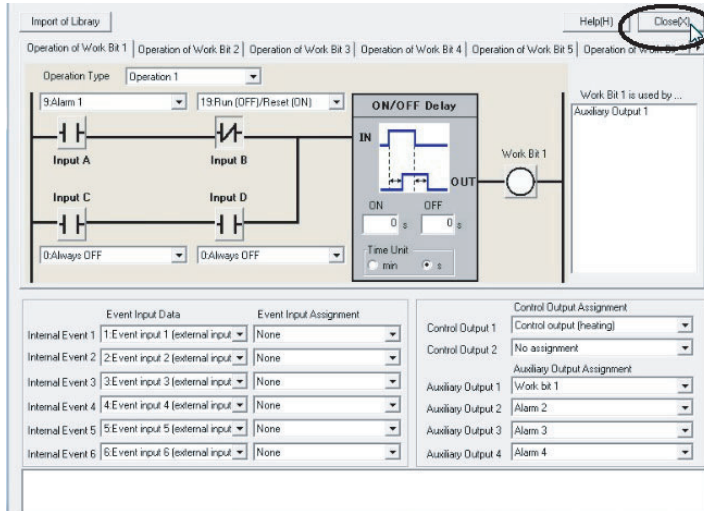 Import of Library
Help(H)
Close(X)
Operation of Work Bit 1
Operation of Work Bit 2
Operation of Work Bit 3
Operation of Work Bit 4
Operation of Work Bit 5
Operation of
Operation Type
Operation 1
9:Alarm 1
19:Run (OFF)/Reset (ON)
ON/OFF Delay
Work Bit 1 is used by ...
Auxiliary Output 1
IN
Input A
Input B
Work Bit 1
OUT
Input C
Input D
ON
OFF
0 s
0 s
0:Always OFF
0:Always OFF
Time Unit
min
s
Event Input Data
Event Input Assignment
Internal Event 1
1:Event input 1 (external input
None
Internal Event 2
2:Event input 2 (external input
None
Internal Event 3
3:Event input 3 (external input
None
Internal Event 4
4:Event input 4 (external input
None
Internal Event 5
5:Event input 5 (external input
None
Internal Event 6
6:Event input 6 (external input
None
Control Output Assignment
Control Output 1
Control output (heating)
Control Output 2
No assignment
Auxiliary Output Assignment
Auxiliary Output 1
Work bit 1
Auxiliary Output 2
Alarm 2
Auxiliary Output 3
Alarm 3
Auxiliary Output 4
Alarm 4